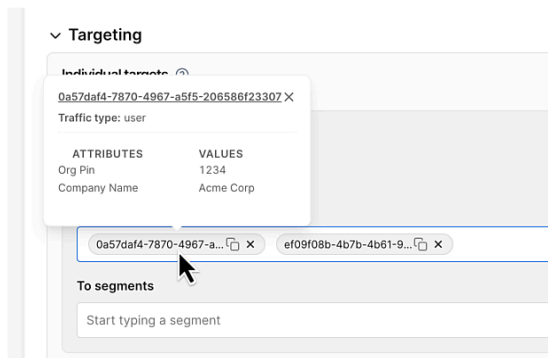 Targeting
Individual targets
0a57daf4-7870-4967-a5f5-206586f23307
Traffic type: user
ATTRIBUTES VALUES
Org Pin 1234
Company Name Acme Corp
0a57daf4-7870-4967-a... ef09f08b-4b7b-4b61-9...
To segments
Start typing a segment